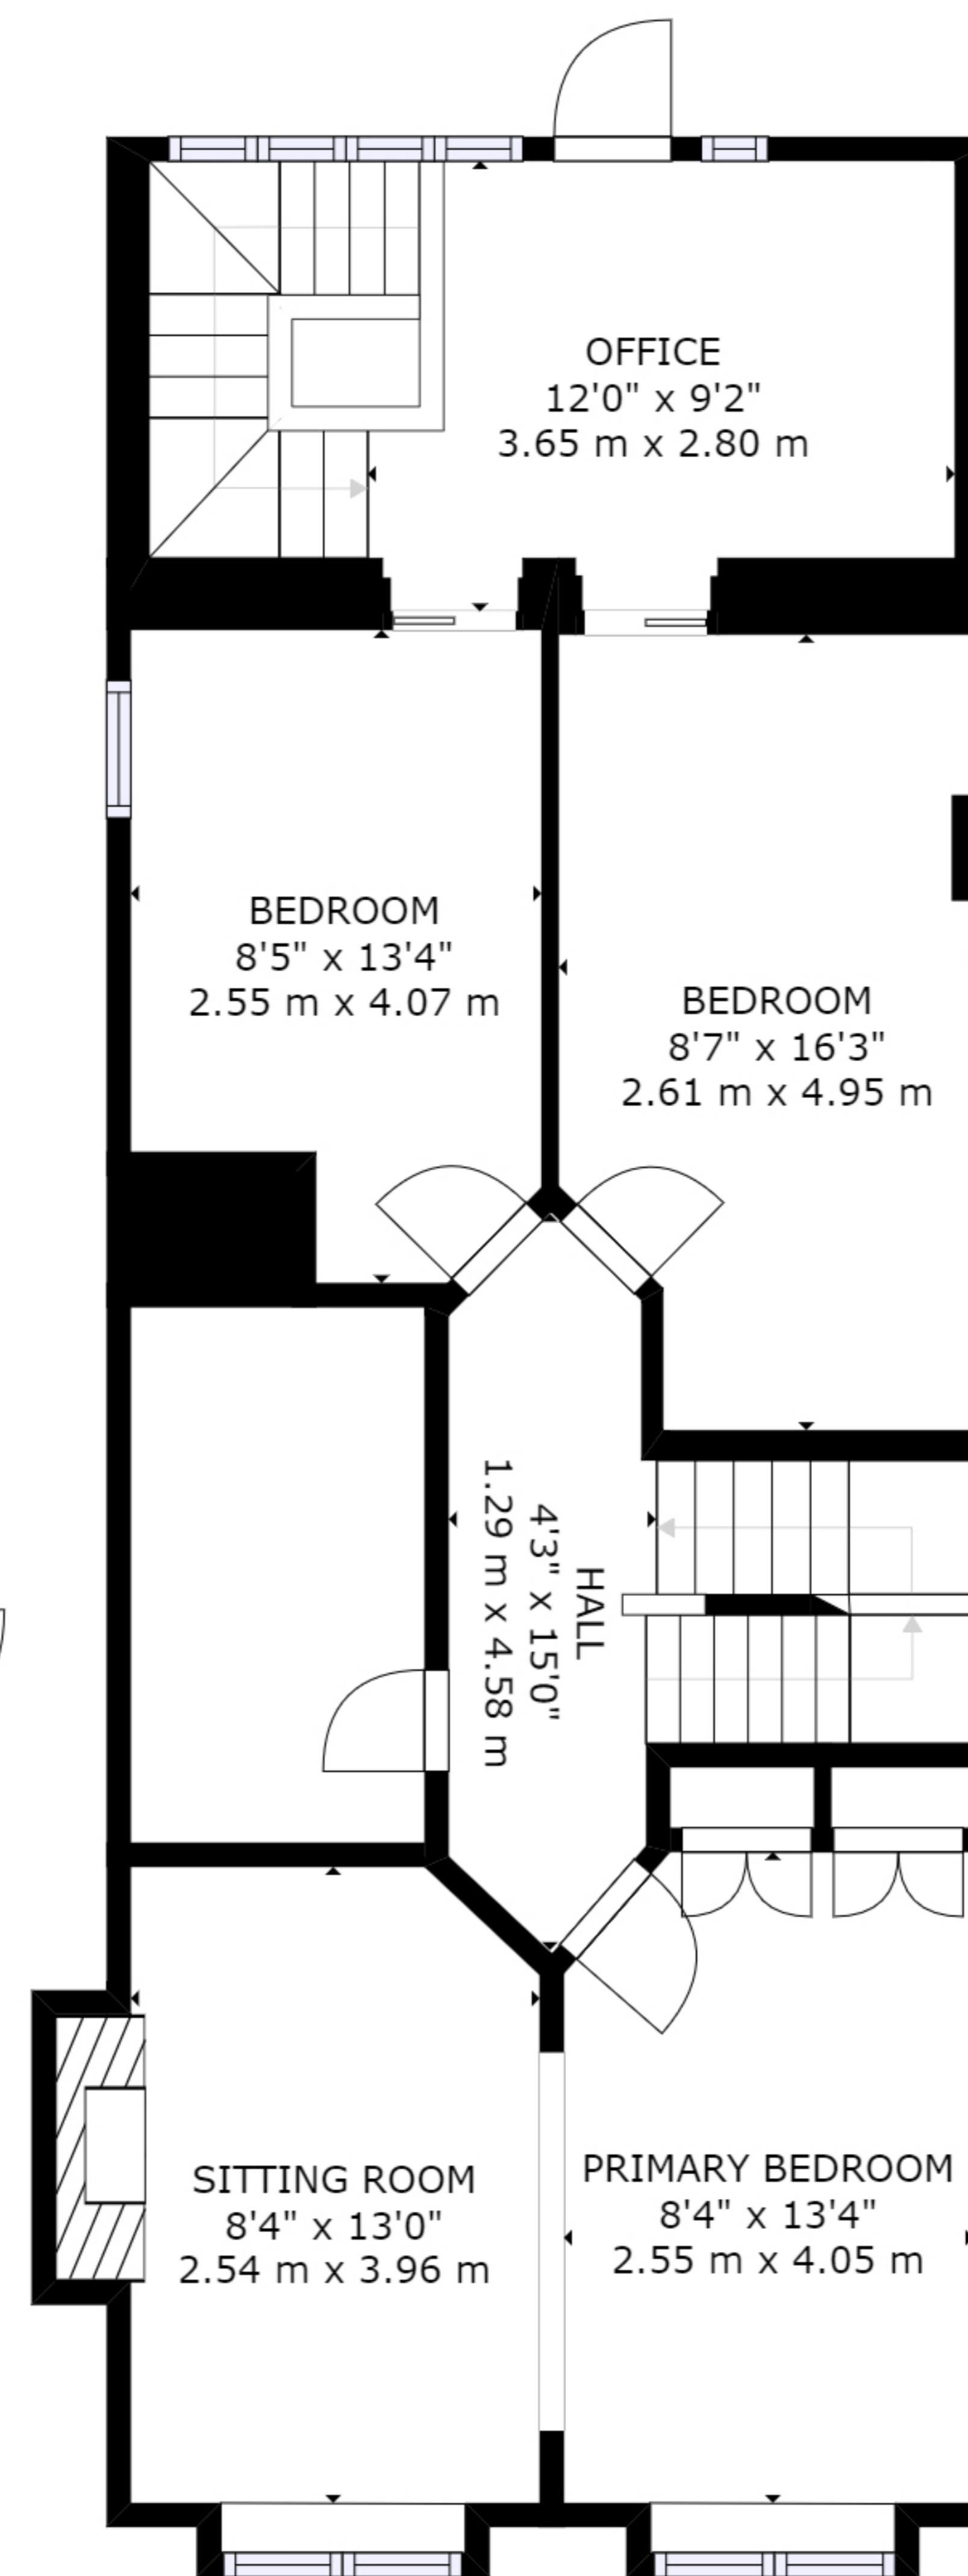 OFFICE
12'0" x 9'2"
3.65 m x 2.80 m
BEDROOM
8'5" x 13'4"
2.55 m x 4.07 m
BEDROOM
8'7" x 16'3"
2.61 m x 4.95 m
HALL
4'3" x 15'0"
1.29 m x 4.58 m
SITTING ROOM
8'4" x 13'0"
2.54 m x 3.96 m
PRIMARY BEDROOM
8'4" x 13'4"
2.55 m x 4.05 m